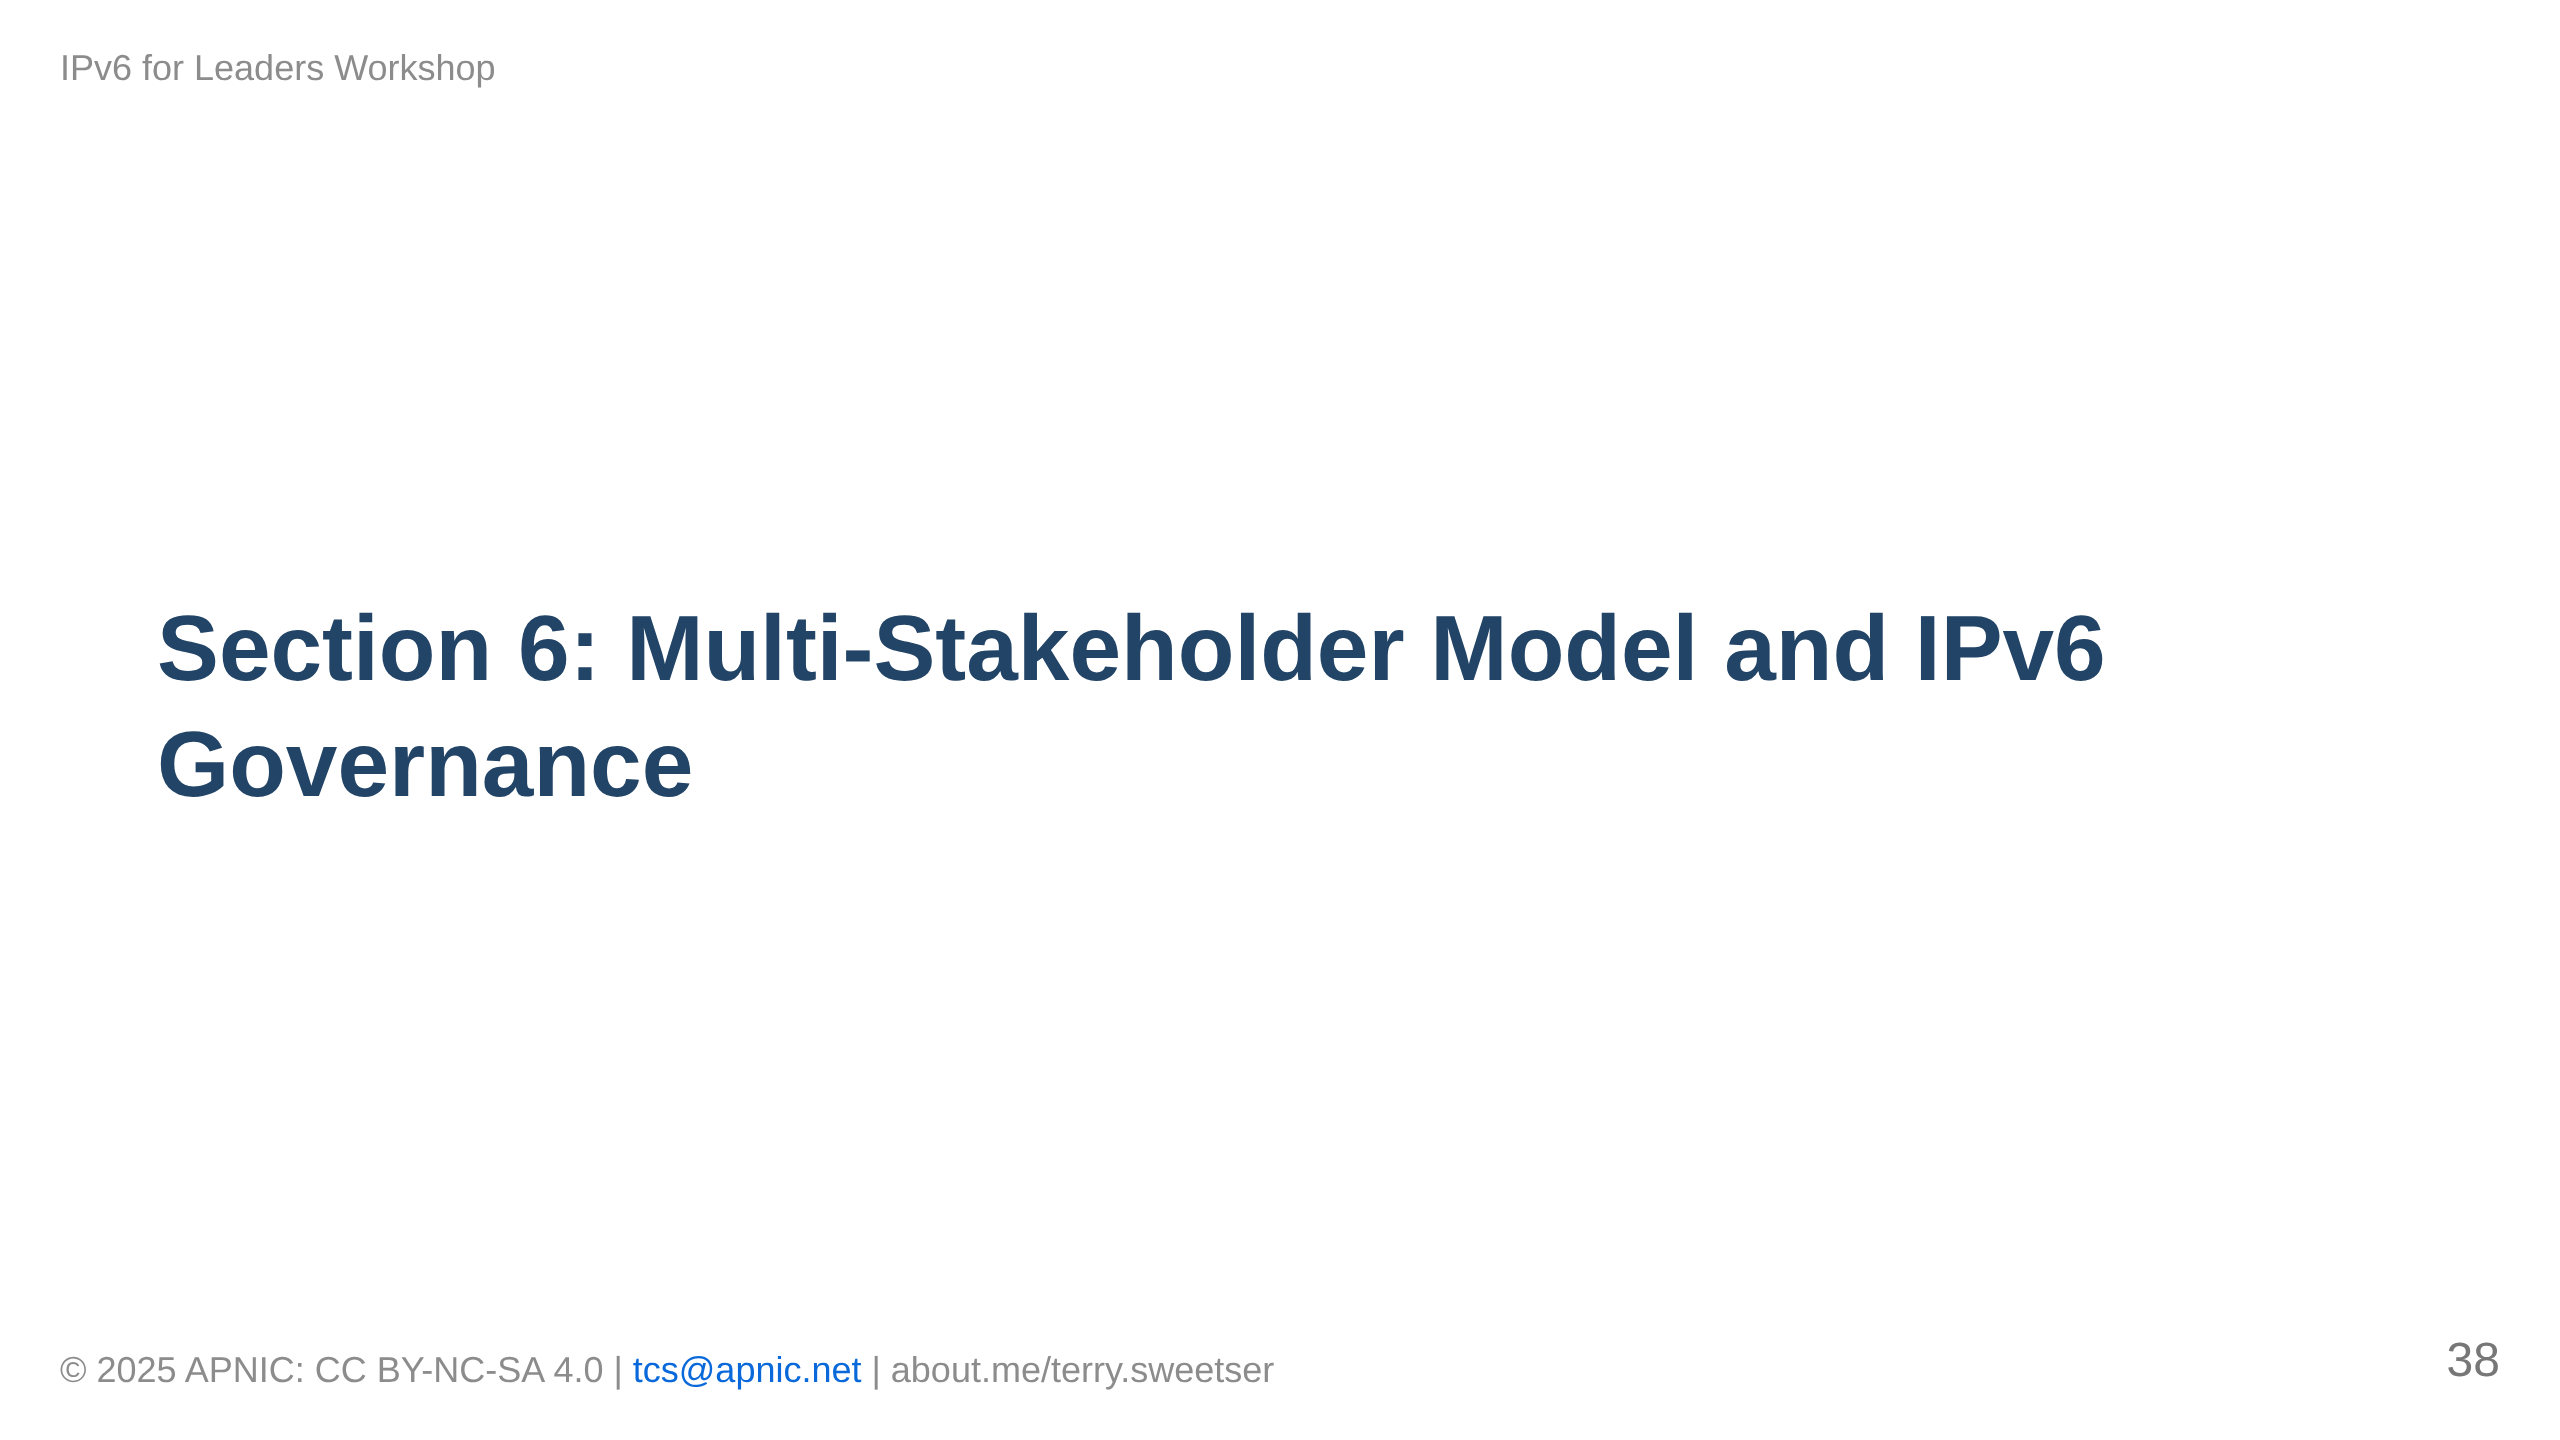 IPv6 for Leaders Workshop
Section 6: Multi-Stakeholder Model and IPv6
Governance
© 2025 APNIC: CC BY-NC-SA 4.0 | tcs@apnic.net | about.me/terry.sweetser
38